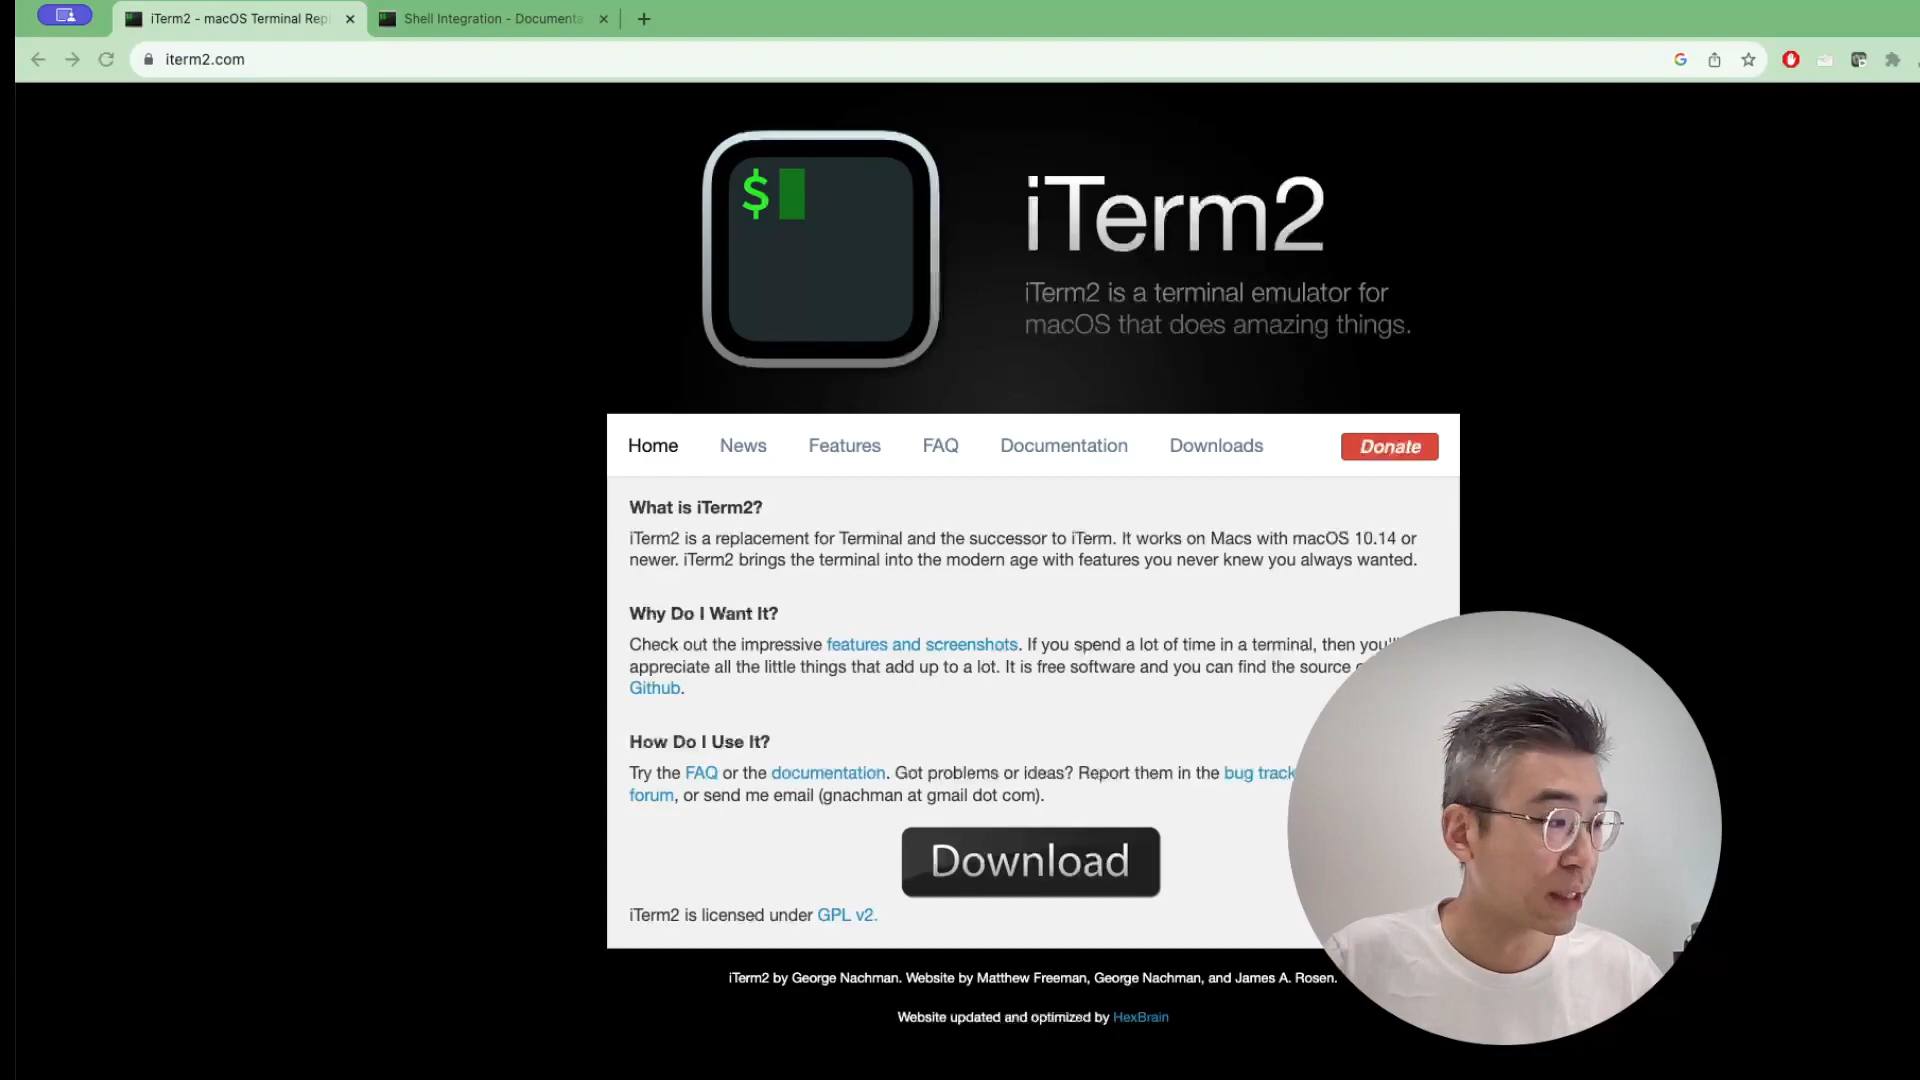 iTerm2 - macOS Terminal Rep
Shell Integration - Documenta
iterm2.com
$
iTerm2
iTerm2 is a terminal emulator for
macOS that does amazing things.
Home News Features FAQ Documentation Downloads Donate
What is iTerm2?
iTerm2 is a replacement for Terminal and the successor to iTerm. It works on Macs with macOS 10.14 or
newer. iTerm2 brings the terminal into the modern age with features you never knew you always wanted.
Why Do I Want It?
Check out the impressive features and screenshots. If you spend a lot of time in a terminal, then you'll
appreciate all the little things that add up to a lot. It is free software and you can find the source
Github.
How Do I Use It?
Try the FAQ or the documentation. Got problems or ideas? Report them in the bug track
forum, or send me email (gnachman at gmail dot com).
Download
iTerm2 is licensed under GPL v2.
iTerm2 by George Nachman. Website by Matthew Freeman, George Nachman, and James A. Rosen.
Website updated and optimized by HexBrain